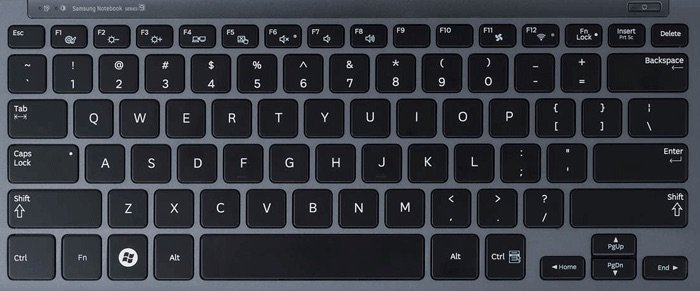 Samsung Notebook SERIES 9
Esc F1 F2 F3 F4 F5 F6 F7 F8 F9 F10 F11 F12 Fn Lock Insert Prt Sc Delete
~ ! @ # $ % ^ & * ( ) _ + Backspace
` 1 2 3 4 5 6 7 8 9 0 - =
Tab Q W E R T Y U I O P { } |
[ ] \
Caps Lock A S D F G H J K L : " Enter
; '
Shift Z X C V B N M < > ? Shift
, . /
Ctrl Fn Alt Alt Ctrl PgUp
Home PgDn End